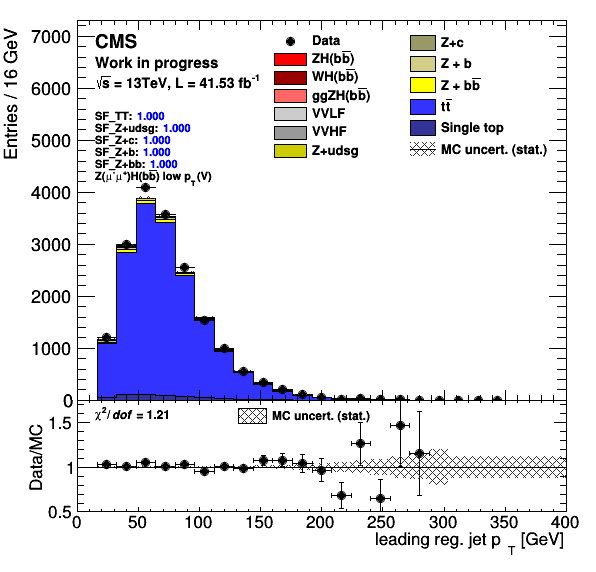 CMS
Work in progress
√s = 13TeV, L = 41.53 fb⁻¹
SF_TT: 1.000
SF_Z+udsg: 1.000
SF_Z+c: 1.000
SF_Z+b: 1.000
SF_Z+bb: 1.000
Z(μ⁻μ⁺)H(bb̅) low p_T(V)
Data
ZH(bb̅)
WH(bb̅)
ggZH(bb̅)
VVLF
VVHF
Z+udsg
Z+c
Z + b
Z + bb̅
tt̅
Single top
MC uncert. (stat.)
Entries / 16 GeV
7000
6000
5000
4000
3000
2000
1000
0
χ²/dof = 1.21
MC uncert. (stat.)
Data/MC
1.5
1
0.5
0 50 100 150 200 250 300 350 400
leading reg. jet p_T [GeV]